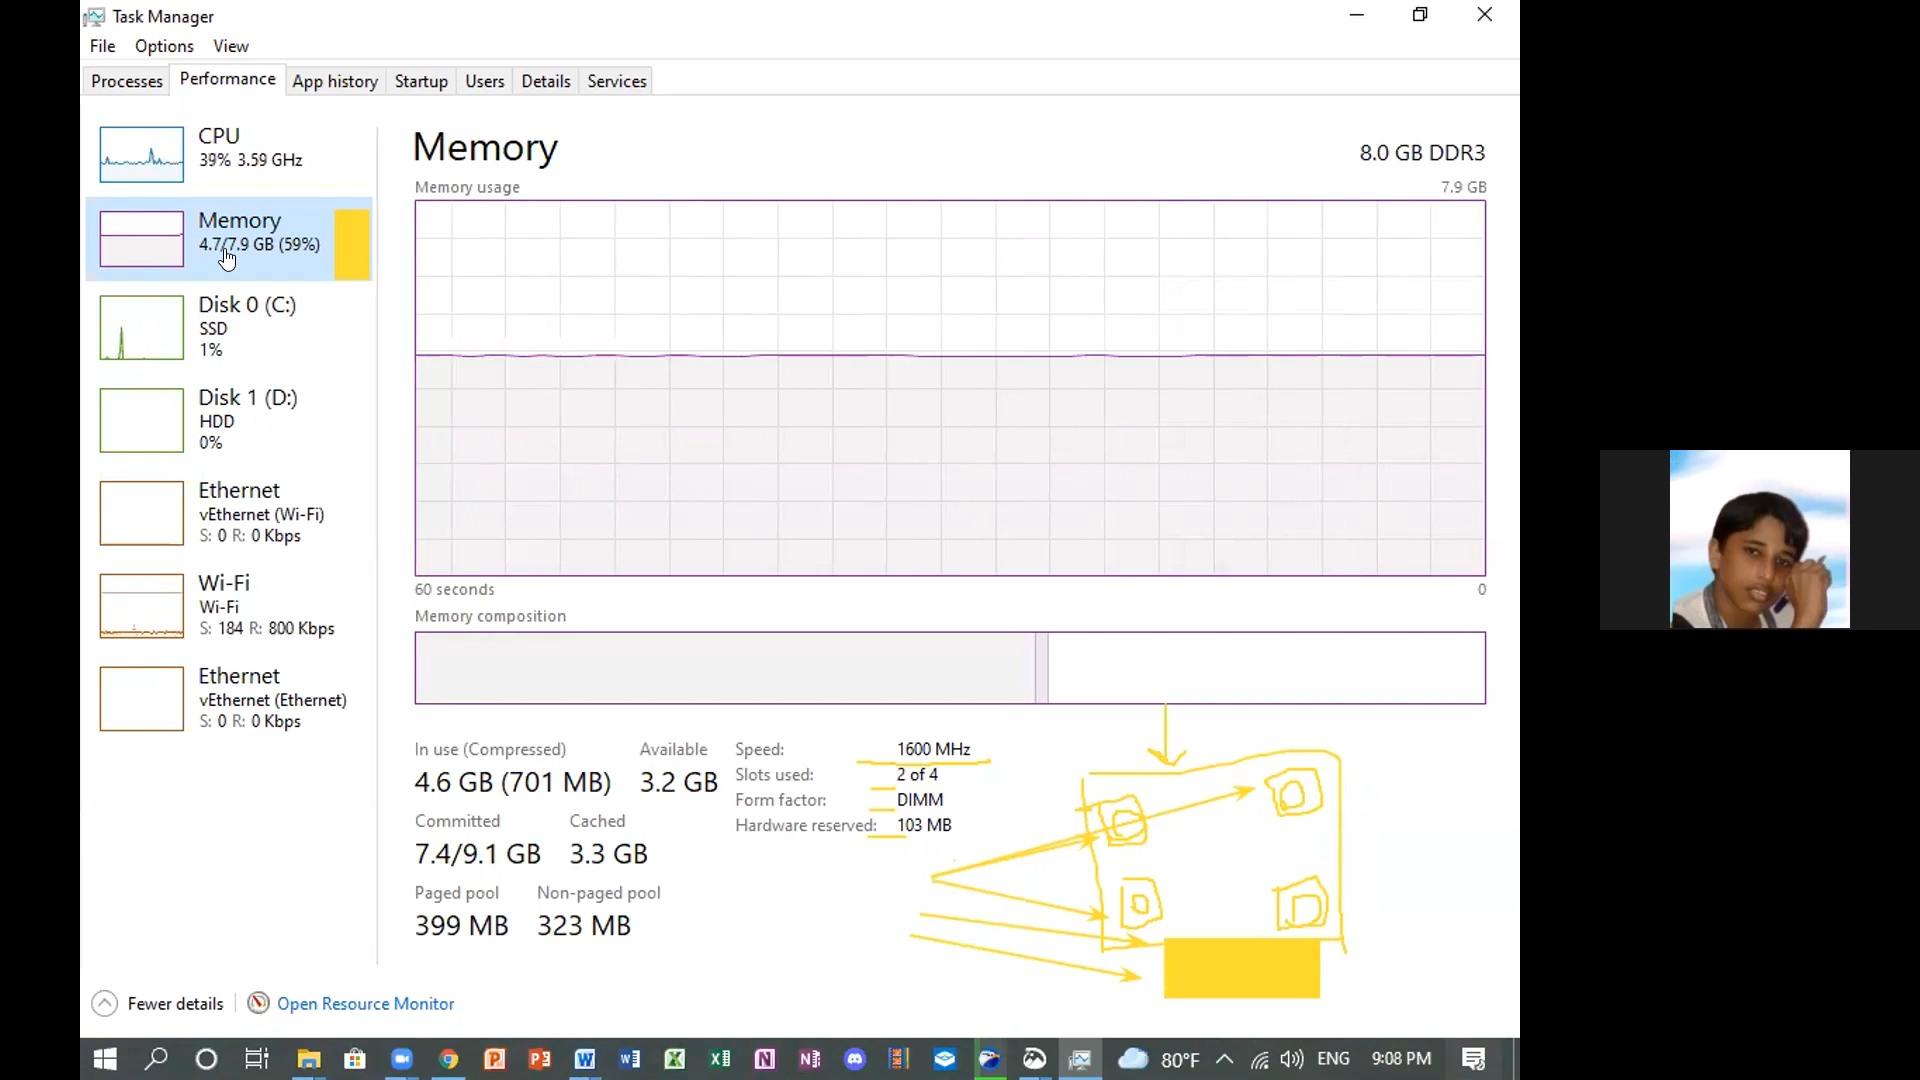 Task Manager
File Options View
Processes Performance App history Startup Users Details Services
CPU
39% 3.59 GHz
Memory
4.7/7.9 GB (59%)
Disk 0 (C:)
SSD
1%
Disk 1 (D:)
HDD
0%
Ethernet
vEthernet (Wi-Fi)
S: 0 R: 0 Kbps
Wi-Fi
Wi-Fi
S: 184 R: 800 Kbps
Ethernet
vEthernet (Ethernet)
S: 0 R: 0 Kbps
Memory 8.0 GB DDR3
Memory usage 7.9 GB
60 seconds 0
Memory composition
In use (Compressed) Available
4.6 GB (701 MB) 3.2 GB
Committed Cached
7.4/9.1 GB 3.3 GB
Paged pool Non-paged pool
399 MB 323 MB
Speed: 1600 MHz
Slots used: 2 of 4
Form factor: DIMM
Hardware reserved: 103 MB
Fewer details Open Resource Monitor
80°F ENG 9:08 PM